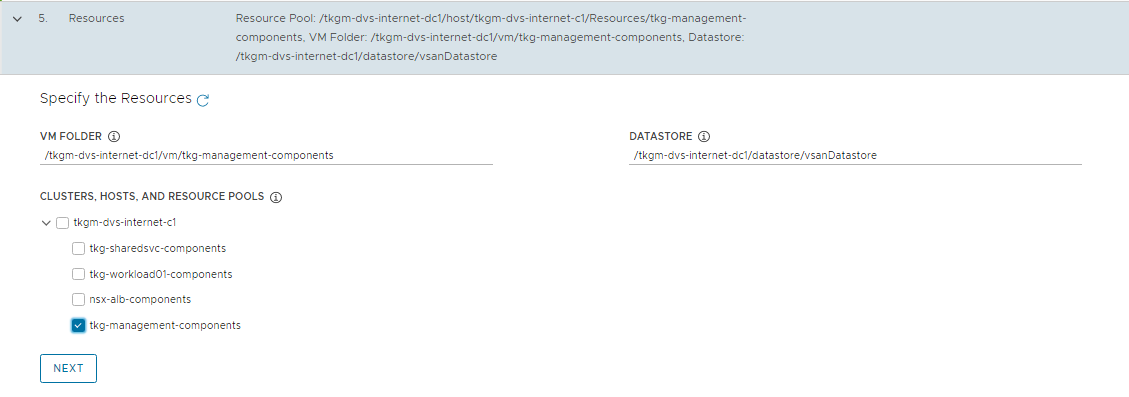 5. Resources Resource Pool: /tkgm-dvs-internet-dc1/host/tkgm-dvs-internet-c1/Resources/tkg-management-
components, VM Folder: /tkgm-dvs-internet-dc1/vm/tkg-management-components, Datastore:
/tkgm-dvs-internet-dc1/datastore/vsanDatastore
Specify the Resources
VM FOLDER
/tkgm-dvs-internet-dc1/vm/tkg-management-components
DATASTORE
/tkgm-dvs-internet-dc1/datastore/vsanDatastore
CLUSTERS, HOSTS, AND RESOURCE POOLS
tkgm-dvs-internet-c1
tkg-sharedsvc-components
tkg-workload01-components
nsx-alb-components
tkg-management-components
NEXT